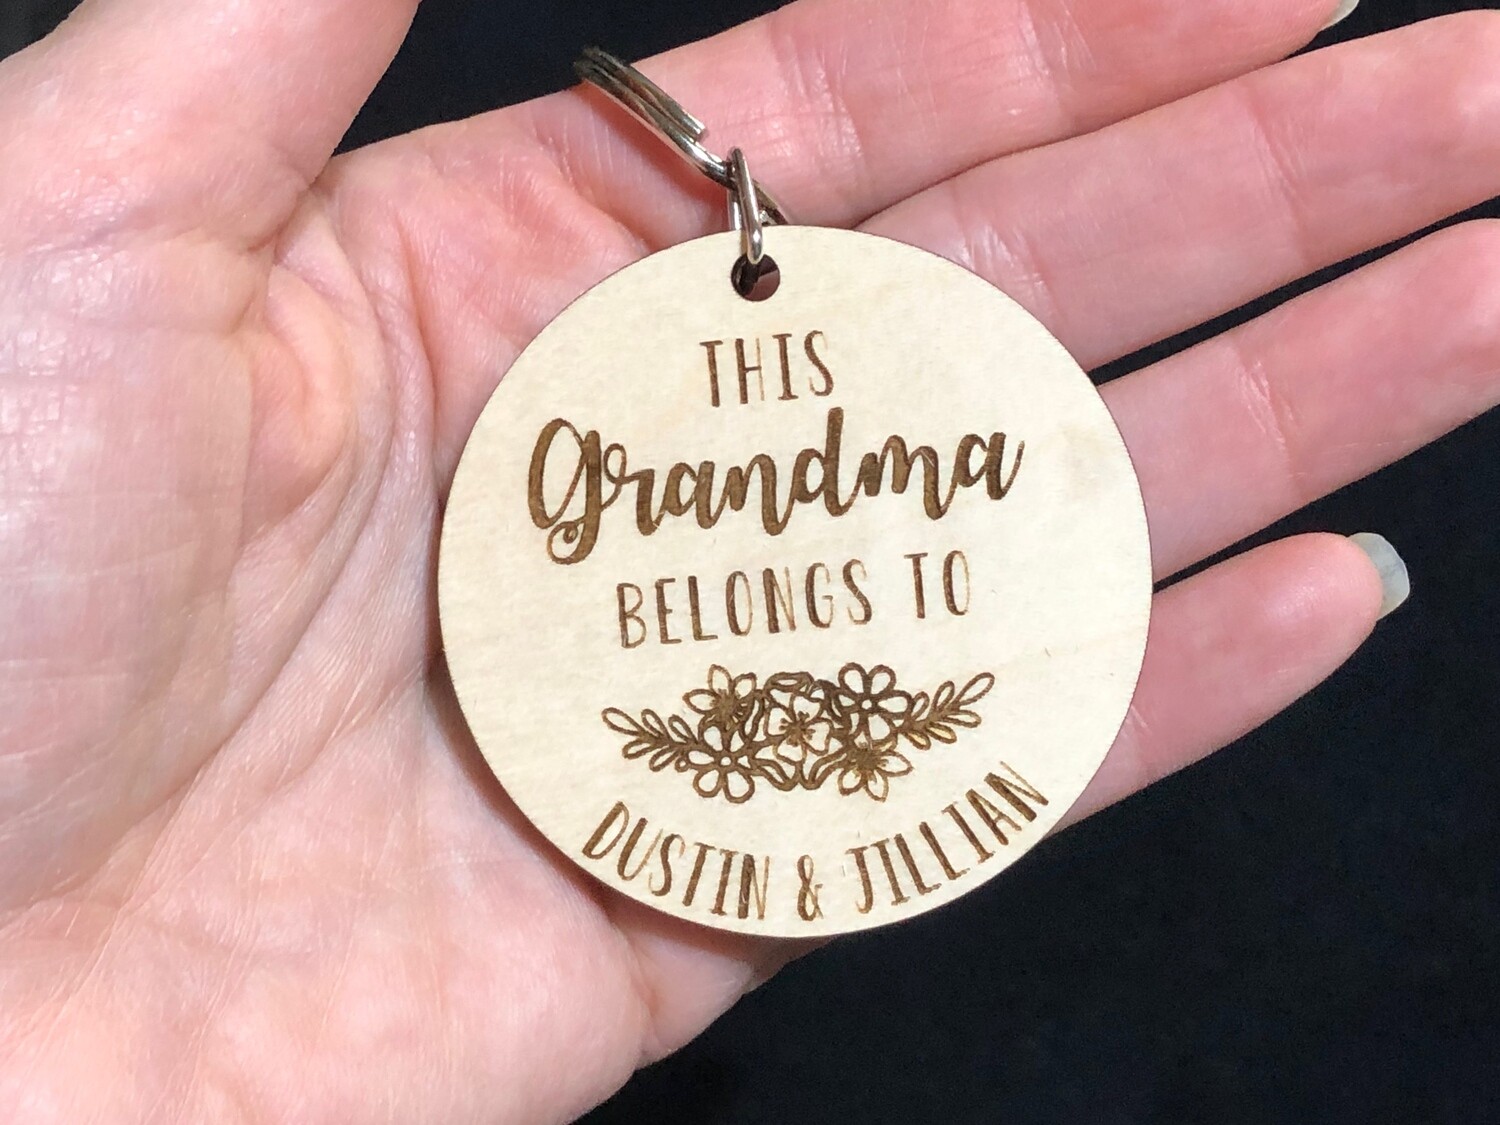 THIS
Grandma
BELONGS TO
DUSTIN & JILLIAN